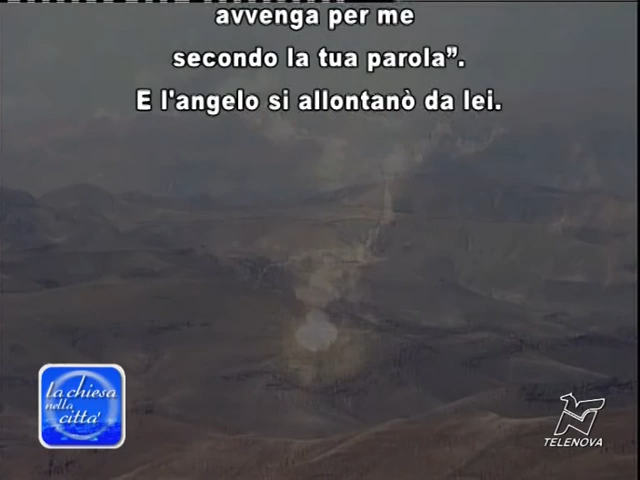 avvenga per me
secondo la tua parola”.
E l'angelo si allontanò da lei.
la chiesa
nella
citta'
TELENOVA